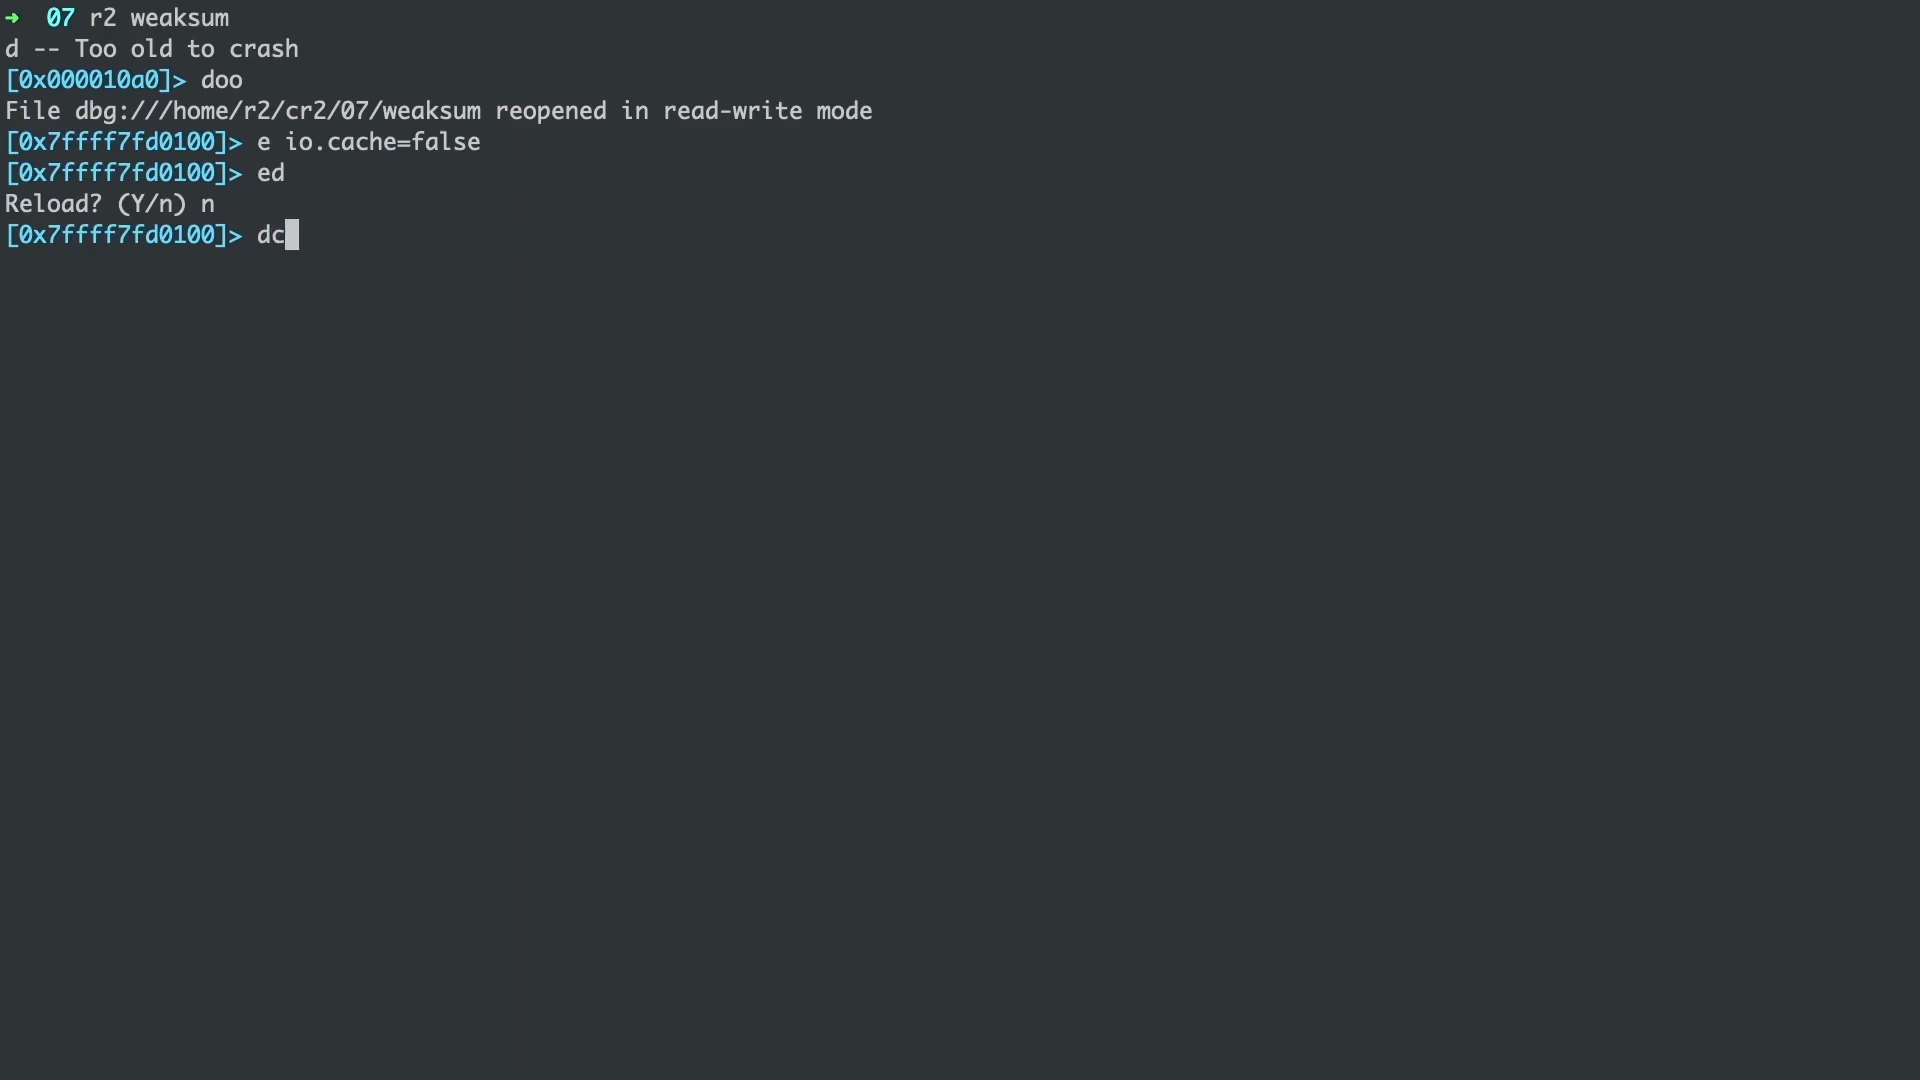 ➜  07 r2 weaksum
d -- Too old to crash
[0x000010a0]> doo
File dbg:///home/r2/cr2/07/weaksum reopened in read-write mode
[0x7ffff7fd0100]> e io.cache=false
[0x7ffff7fd0100]> ed
Reload? (Y/n) n
[0x7ffff7fd0100]> dc